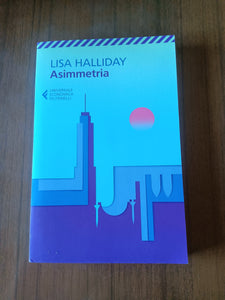 LISA HALLIDAY
Asimmetria
UNIVERSALE
ECONOMICA
FELTRINELLI